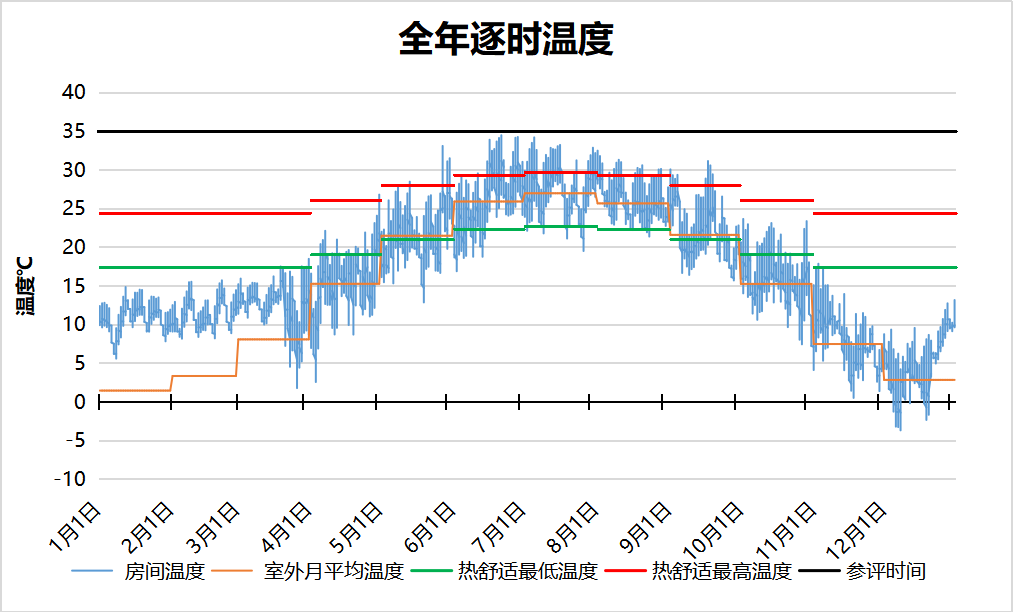 全年逐时温度
40
35
30
25
20
15
10
5
0
-5
-10
温度℃
1月1日
2月1日
3月1日
4月1日
5月1日
6月1日
7月1日
8月1日
9月1日
10月1日
11月1日
12月1日
房间温度 室外月平均温度 热舒适最低温度 热舒适最高温度 参评时间